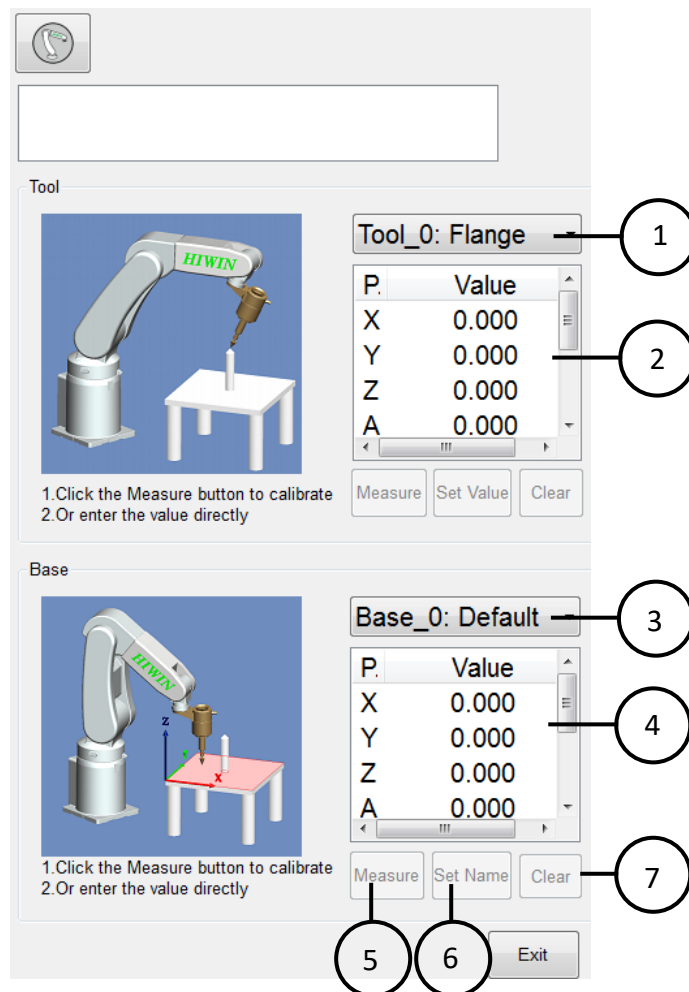 Tool
HIWIN
Tool_0: Flange
1
P. Value
X 0.000
Y 0.000
Z 0.000
A 0.000
2
1.Click the Measure button to calibrate
2.Or enter the value directly
Measure Set Value Clear
Base
HIWIN
Z
Y
X
Base_0: Default
3
P. Value
X 0.000
Y 0.000
Z 0.000
A 0.000
4
1.Click the Measure button to calibrate
2.Or enter the value directly
Measure Set Name Clear
7
5 6
Exit